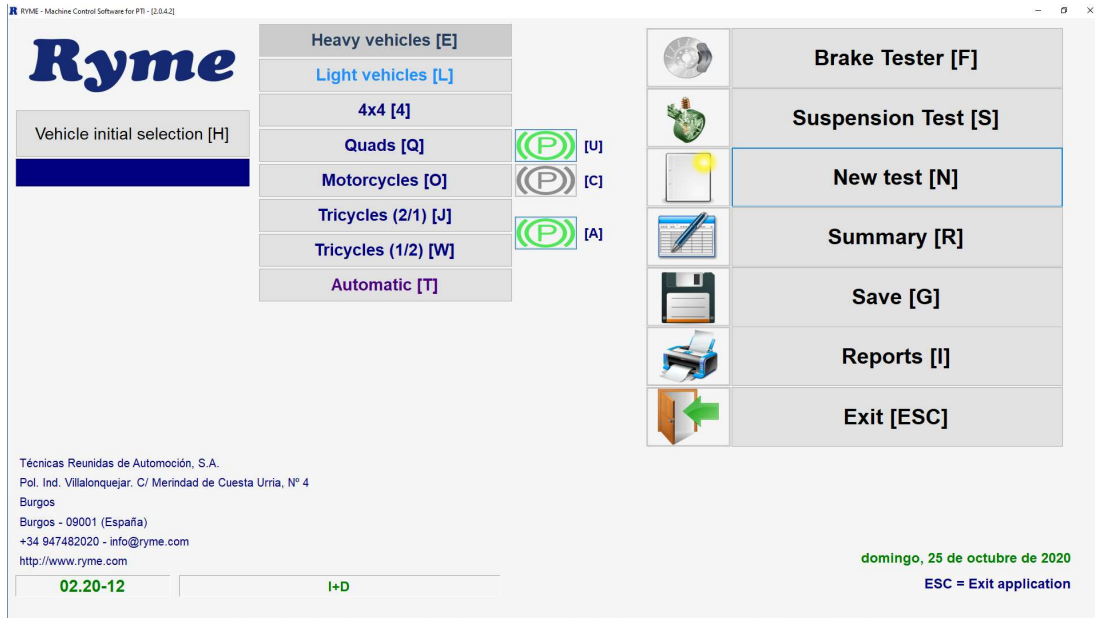 RYME - Machine Control Software for PTI - [2.0.4.2]
Ryme
Vehicle initial selection [H]
Heavy vehicles [E]
Light vehicles [L]
4x4 [4]
Quads [Q]
Motorcycles [O]
Tricycles (2/1) [J]
Tricycles (1/2) [W]
Automatic [T]
(P) [U]
(P) [C]
(P) [A]
Brake Tester [F]
Suspension Test [S]
New test [N]
Summary [R]
Save [G]
Reports [I]
Exit [ESC]
Técnicas Reunidas de Automoción, S.A.
Pol. Ind. Villalonquejar. C/ Merindad de Cuesta Urria, Nº 4
Burgos
Burgos - 09001 (España)
+34 947482020 - info@ryme.com
http://www.ryme.com
02.20-12
I+D
domingo, 25 de octubre de 2020
ESC = Exit application